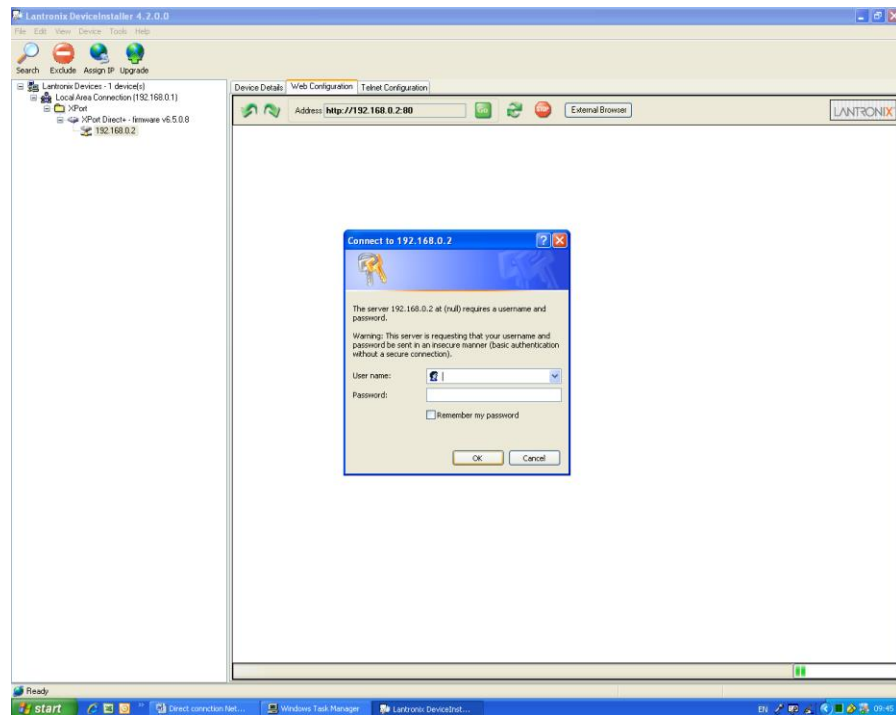 Lantronix DeviceInstaller 4.2.0.0
File Edit View Device Tools Help
Search Exclude Assign IP Upgrade
Lantronix Devices - 1 device(s)
Local Area Connection (192.168.0.1)
XPort
XPort Direct+ - firmware v6.5.0.8
192.168.0.2
Device Details Web Configuration Telnet Configuration
Address http://192.168.0.2:80 Go External Browser LANTRONIX
Connect to 192.168.0.2
The server 192.168.0.2 at (null) requires a username and
password.
Warning: This server is requesting that your username and
password be sent in an insecure manner (basic authentication
without a secure connection).
User name:
Password:
Remember my password
OK Cancel
Ready
start Direct connction Net... Windows Task Manager Lantronix DeviceInst... EN 09:45